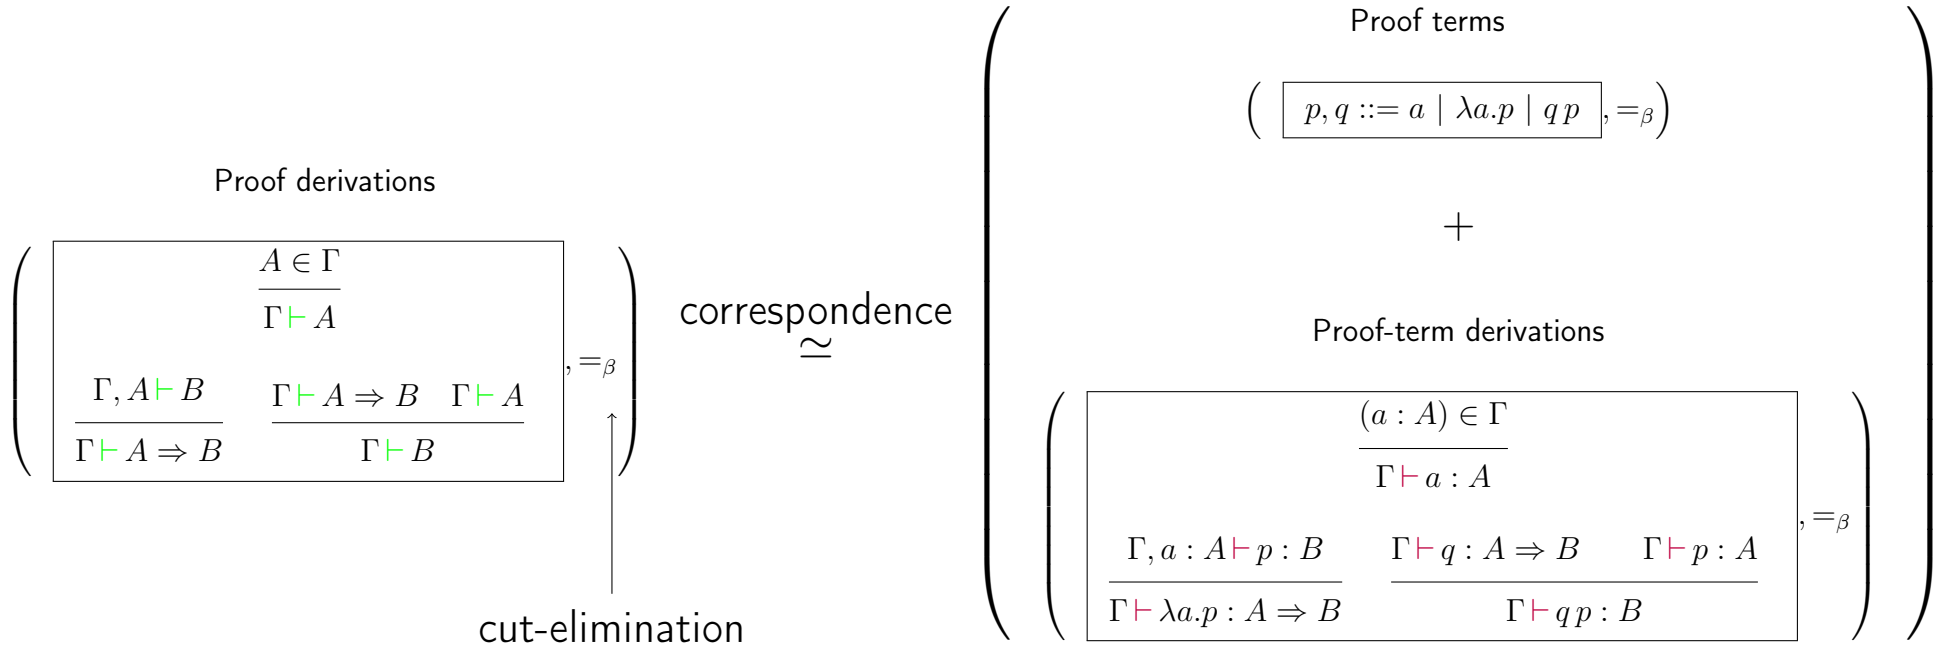 Proof derivations
A ∈ Γ
Γ ⊢ A
Γ, A ⊢ B
Γ ⊢ A ⇒ B
Γ ⊢ A ⇒ B Γ ⊢ A
Γ ⊢ B
, =β
cut-elimination
correspondence
≃
Proof terms
( p, q ::= a | λa.p | q p , =β )
+
Proof-term derivations
(a : A) ∈ Γ
Γ ⊢ a : A
Γ, a : A ⊢ p : B
Γ ⊢ λa.p : A ⇒ B
Γ ⊢ q : A ⇒ B Γ ⊢ p : A
Γ ⊢ q p : B
, =β